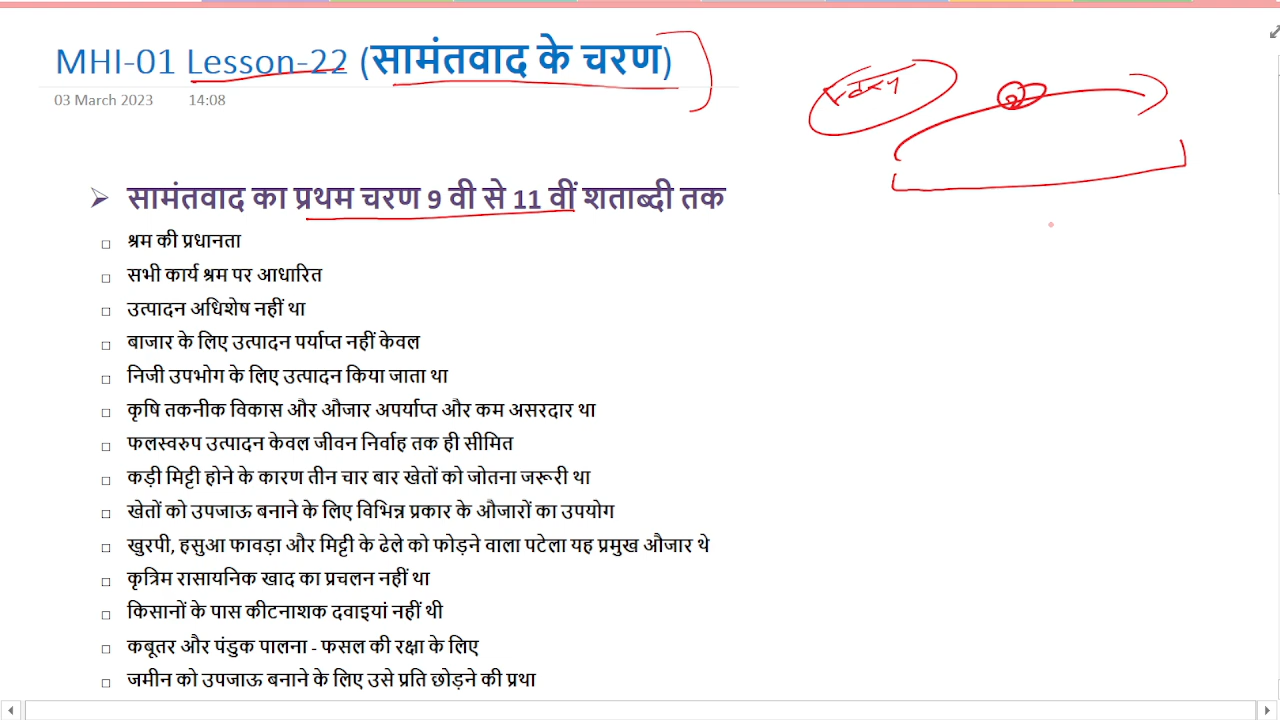 MHI-01 Lesson-22 (सामंतवाद के चरण)
03 March 2023 14:08
सामंतवाद का प्रथम चरण 9 वी से 11 वीं शताब्दी तक
श्रम की प्रधानता
सभी कार्य श्रम पर आधारित
उत्पादन अधिशेष नहीं था
बाजार के लिए उत्पादन पर्याप्त नहीं केवल
निजी उपभोग के लिए उत्पादन किया जाता था
कृषि तकनीक विकास और औजार अपर्याप्त और कम असरदार था
फलस्वरुप उत्पादन केवल जीवन निर्वाह तक ही सीमित
कड़ी मिट्टी होने के कारण तीन चार बार खेतों को जोतना जरूरी था
खेतों को उपजाऊ बनाने के लिए विभिन्न प्रकार के औजारों का उपयोग
खुरपी, हसुआ फावड़ा और मिट्टी के ढेले को फोड़ने वाला पटेला यह प्रमुख औजार थे
कृत्रिम रासायनिक खाद का प्रचलन नहीं था
किसानों के पास कीटनाशक दवाइयां नहीं थी
कबूतर और पंडुक पालना - फसल की रक्षा के लिए
जमीन को उपजाऊ बनाने के लिए उसे प्रति छोड़ने की प्रथा